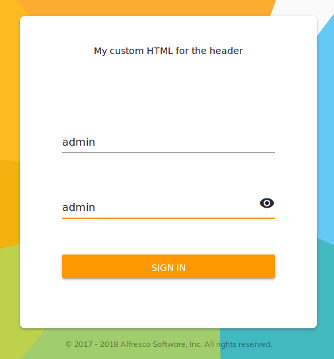 My custom HTML for the header
admin
admin
SIGN IN
© 2017 - 2018 Alfresco Software, Inc. All rights reserved.